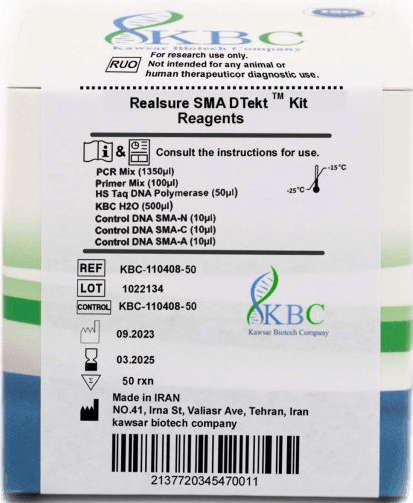 ISO
KBC
Kawsar Biotech Company
RUO
For research use only.
Not intended for any animal or
human therapeuticor diagnostic use.
Realsure SMA DTekt ™ Kit
Reagents
i & Consult the instructions for use.
PCR Mix (1350µl)
Primer Mix (100µl)
HS Taq DNA Polymerase (50µl)
KBC H2O (500µl)
Control DNA SMA-N (10µl)
Control DNA SMA-C (10µl)
Control DNA SMA-A (10µl)
-15°C
-25°C
REF KBC-110408-50
LOT 1022134
CONTROL KBC-110408-50
09.2023
03.2025
Σ 50 rxn
KBC
Kawsar Biotech Company
Made in IRAN
NO.41, Irna St, Valiasr Ave, Tehran, Iran
kawsar biotech company
2137720345470011